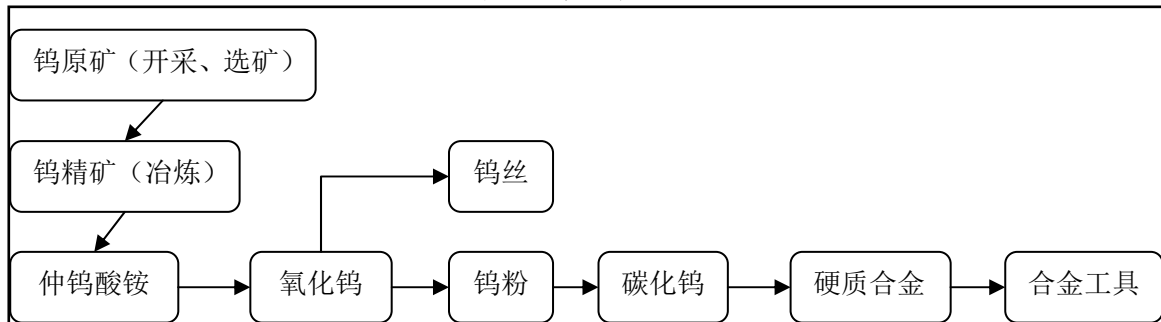 钨原矿（开采、选矿）
钨精矿（冶炼）
钨丝
仲钨酸铵
氧化钨
钨粉
碳化钨
硬质合金
合金工具